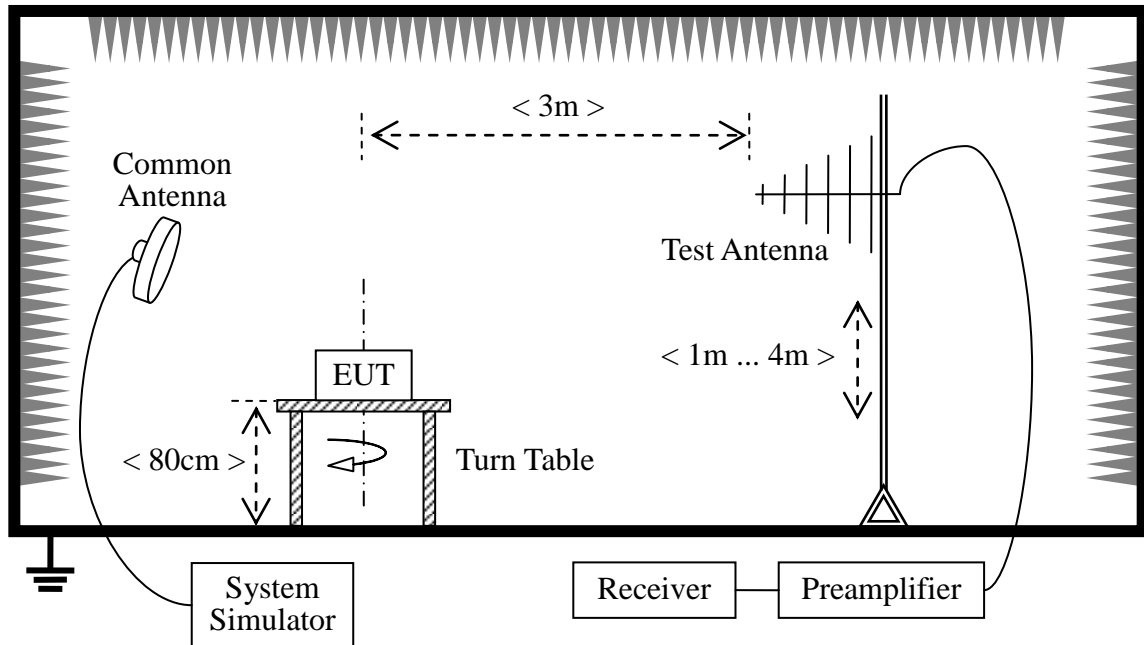 < 3m >
Common
Antenna
Test Antenna
< 1m ... 4m >
EUT
< 80cm >
Turn Table
System
Simulator
Receiver
Preamplifier